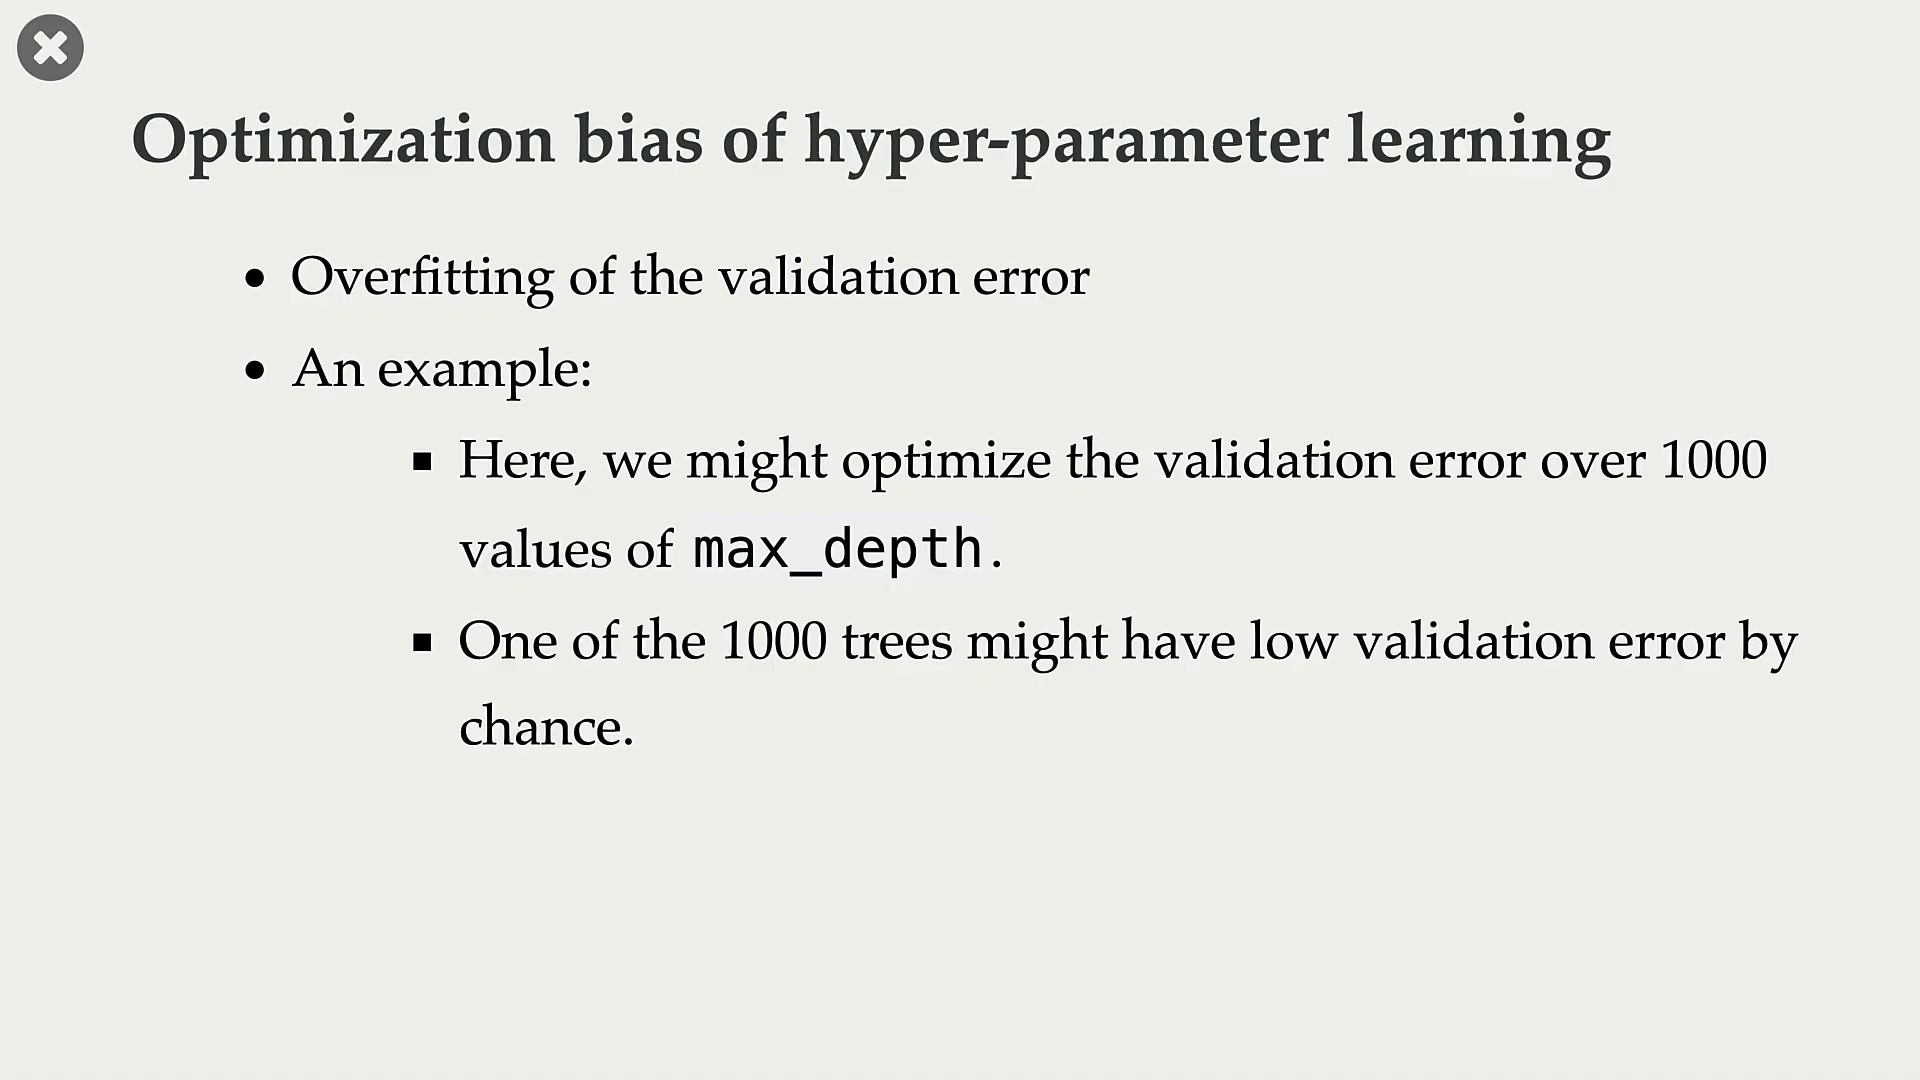 Optimization bias of hyper-parameter learning
• Overfitting of the validation error
• An example:
▪ Here, we might optimize the validation error over 1000
values of max_depth.
▪ One of the 1000 trees might have low validation error by
chance.